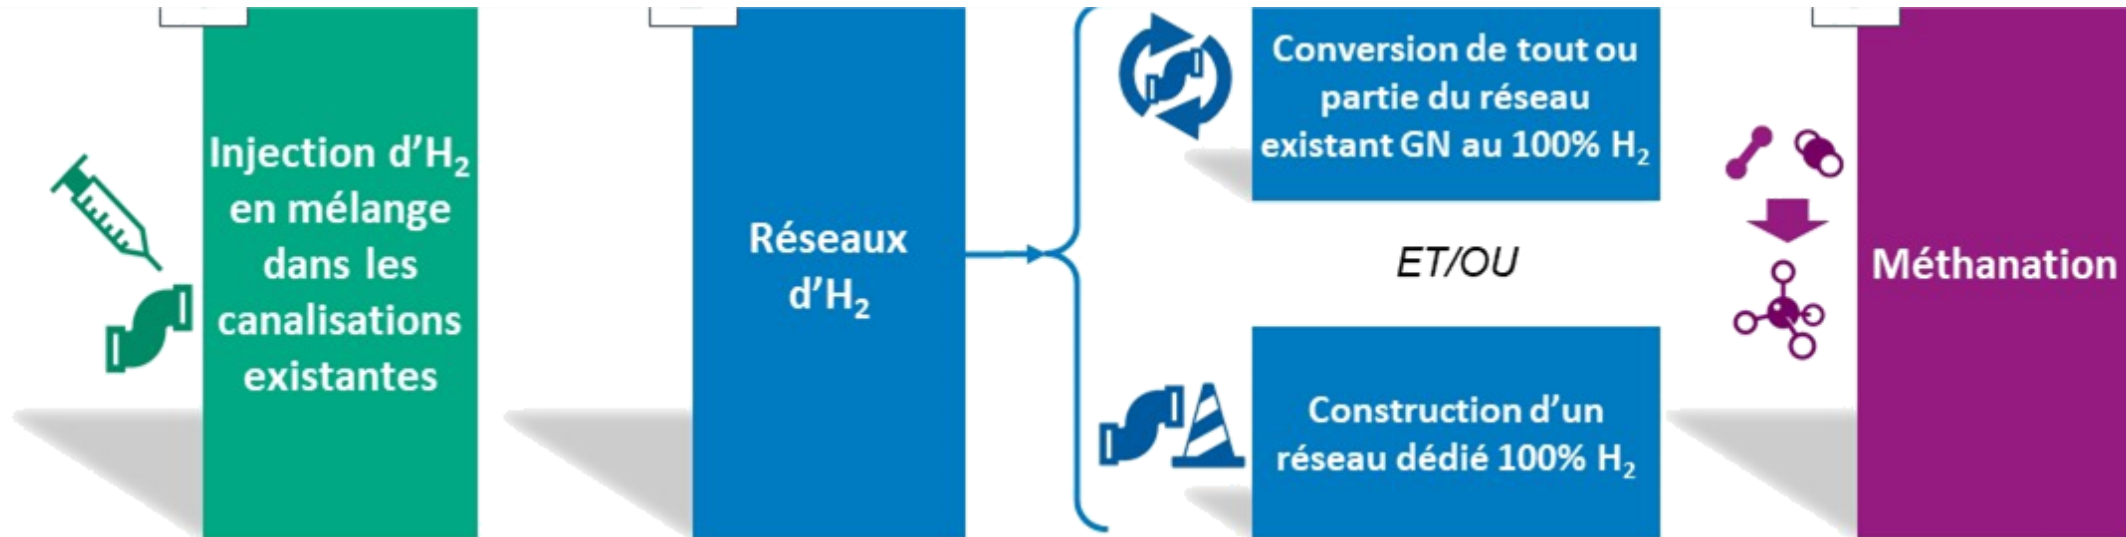 Injection d’H₂
en mélange
dans les
canalisations
existantes
Réseaux
d’H₂
Conversion de tout ou
partie du réseau
existant GN au 100% H₂
ET/OU
Construction d’un
réseau dédié 100% H₂
Méthanation